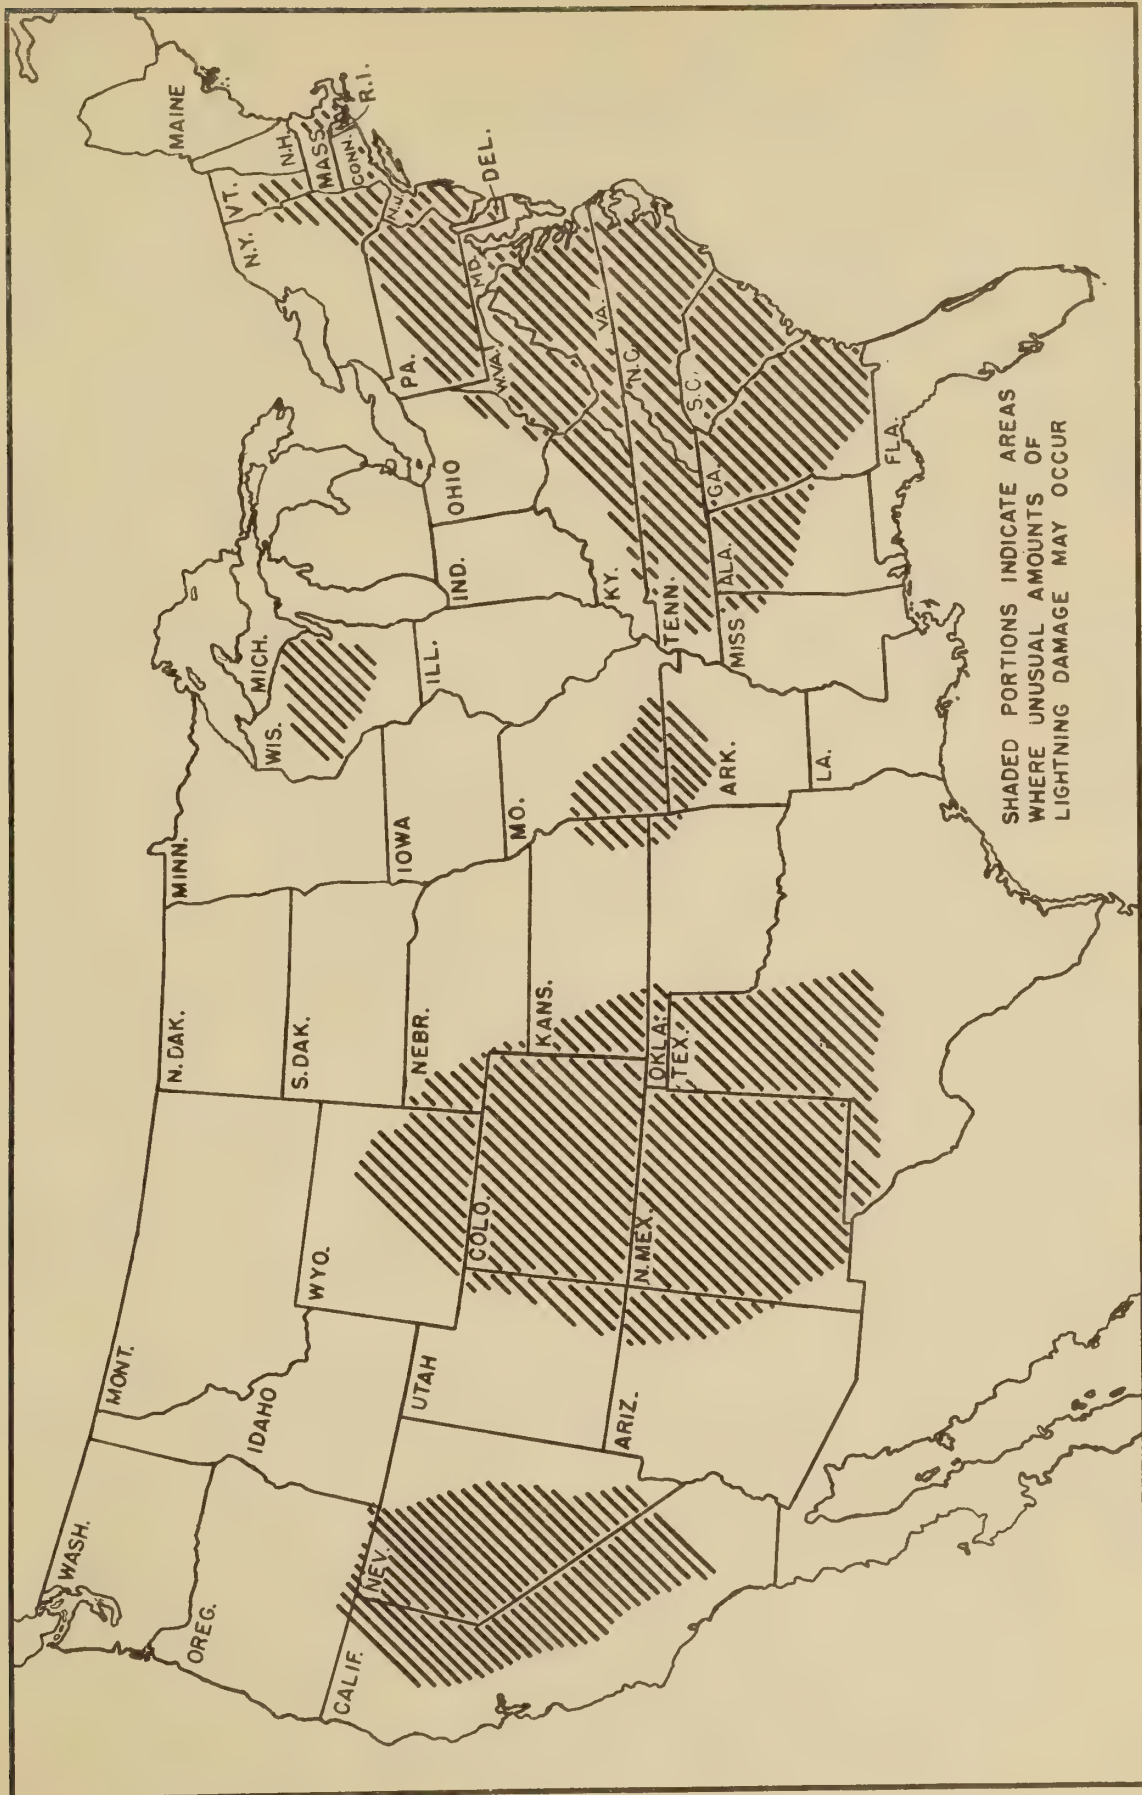 WASH.
MONT.
N. DAK.
MINN.
MAINE
OREG.
IDAHO
WYO.
S. DAK.
WIS.
MICH.
N.Y.
VT.
N.H.
MASS.
R.I.
CONN.
CALIF.
NEV.
UTAH
COLO.
NEBR.
IOWA
ILL.
IND.
OHIO
PA.
N.J.
DEL.
MD.
KANS.
MO.
KY.
W.VA.
VA.
ARIZ.
N. MEX.
OKLA.
TEX.
ARK.
TENN.
N.C.
S.C.
LA.
MISS
ALA.
GA.
FLA.
SHADED PORTIONS INDICATE AREAS
WHERE UNUSUAL AMOUNTS OF
LIGHTNING DAMAGE MAY OCCUR